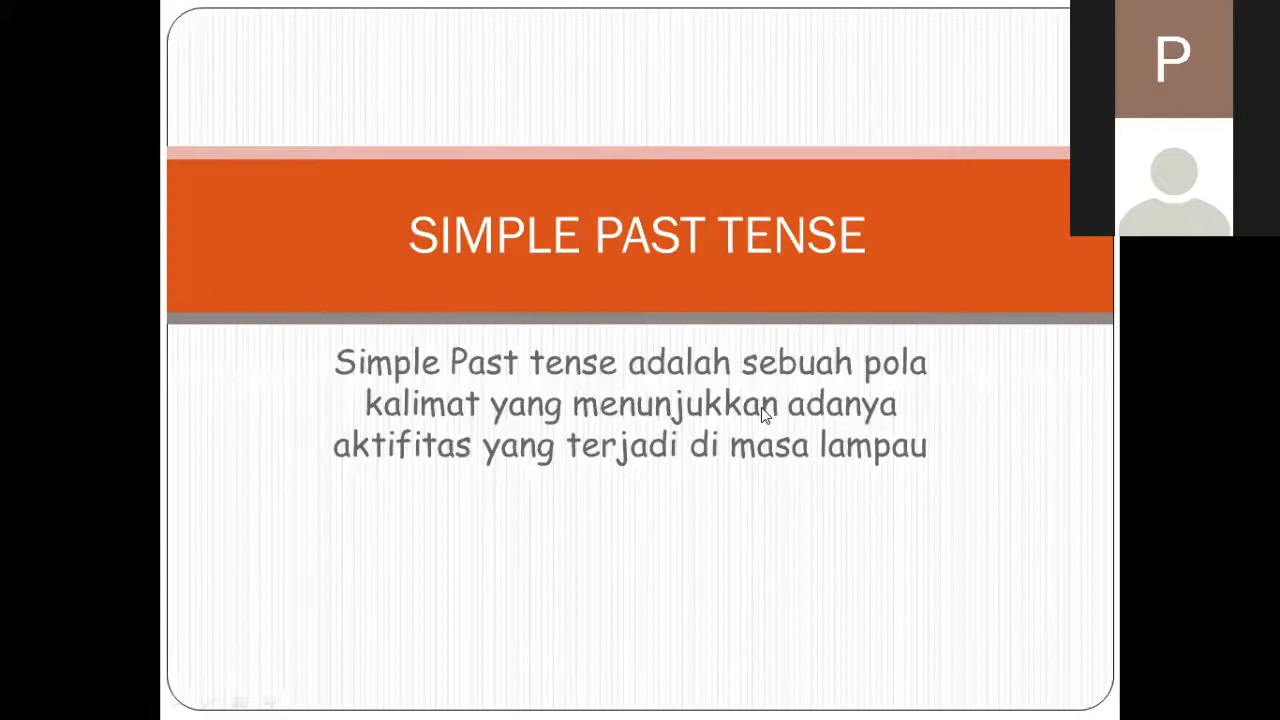 P
SIMPLE PAST TENSE
Simple Past tense adalah sebuah pola
kalimat yang menunjukkan adanya
aktifitas yang terjadi di masa lampau